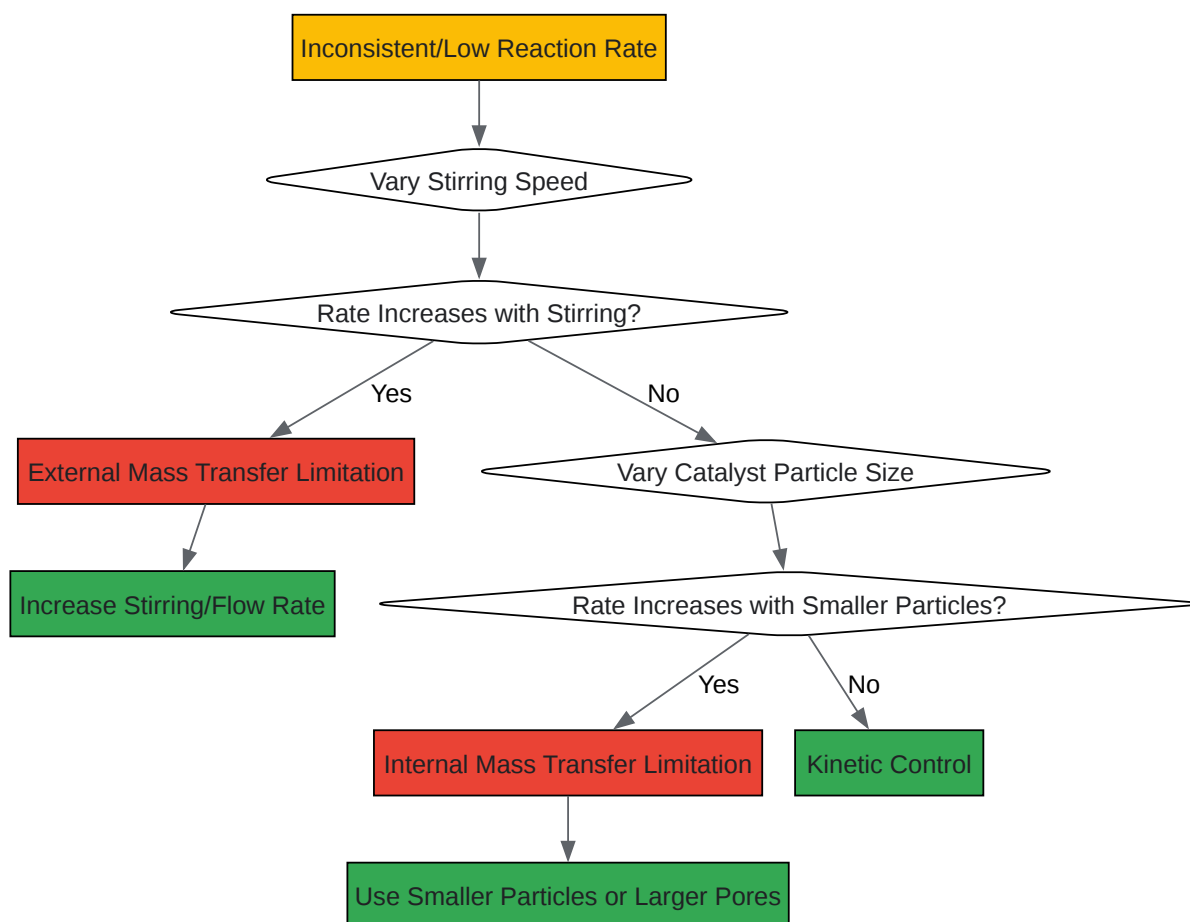 Inconsistent/Low Reaction Rate
Vary Stirring Speed
Rate Increases with Stirring?
Yes
No
External Mass Transfer Limitation
Vary Catalyst Particle Size
Increase Stirring/Flow Rate
Rate Increases with Smaller Particles?
Yes
No
Internal Mass Transfer Limitation
Kinetic Control
Use Smaller Particles or Larger Pores